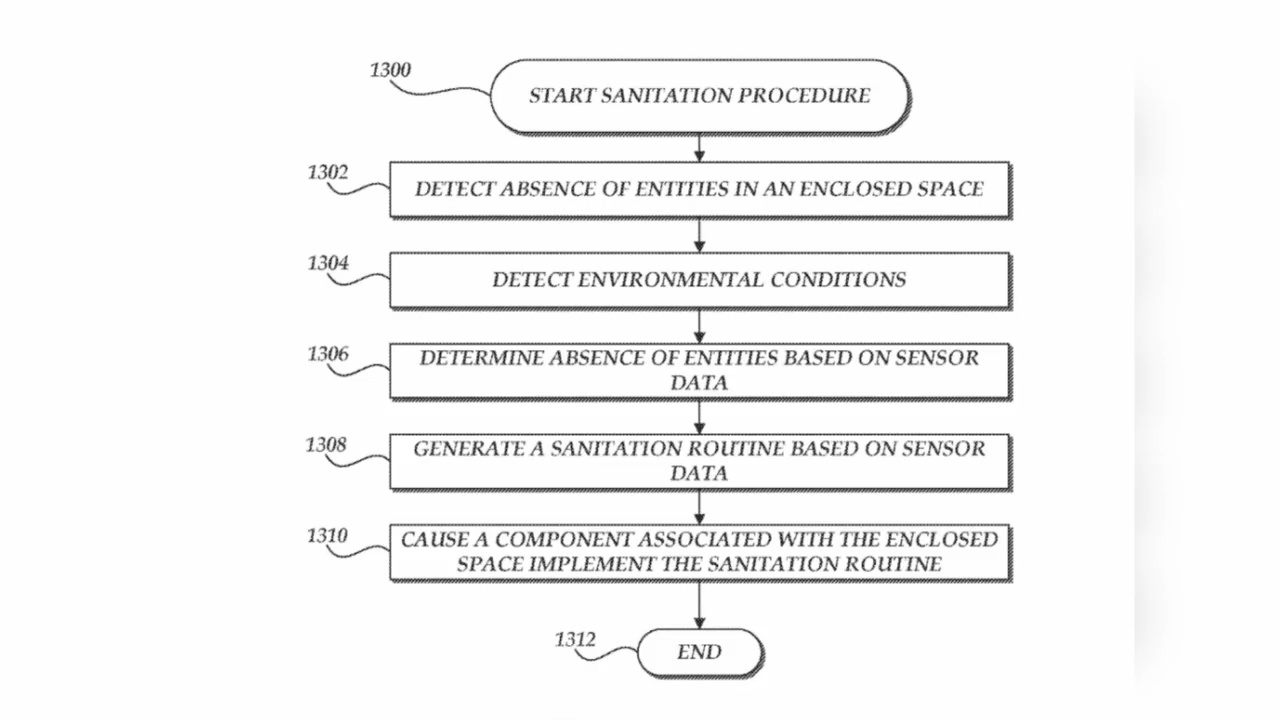 1300
START SANITATION PROCEDURE
1302
DETECT ABSENCE OF ENTITIES IN AN ENCLOSED SPACE
1304
DETECT ENVIRONMENTAL CONDITIONS
1306
DETERMINE ABSENCE OF ENTITIES BASED ON SENSOR
DATA
1308
GENERATE A SANITATION ROUTINE BASED ON SENSOR
DATA
1310
CAUSE A COMPONENT ASSOCIATED WITH THE ENCLOSED
SPACE IMPLEMENT THE SANITATION ROUTINE
1312
END